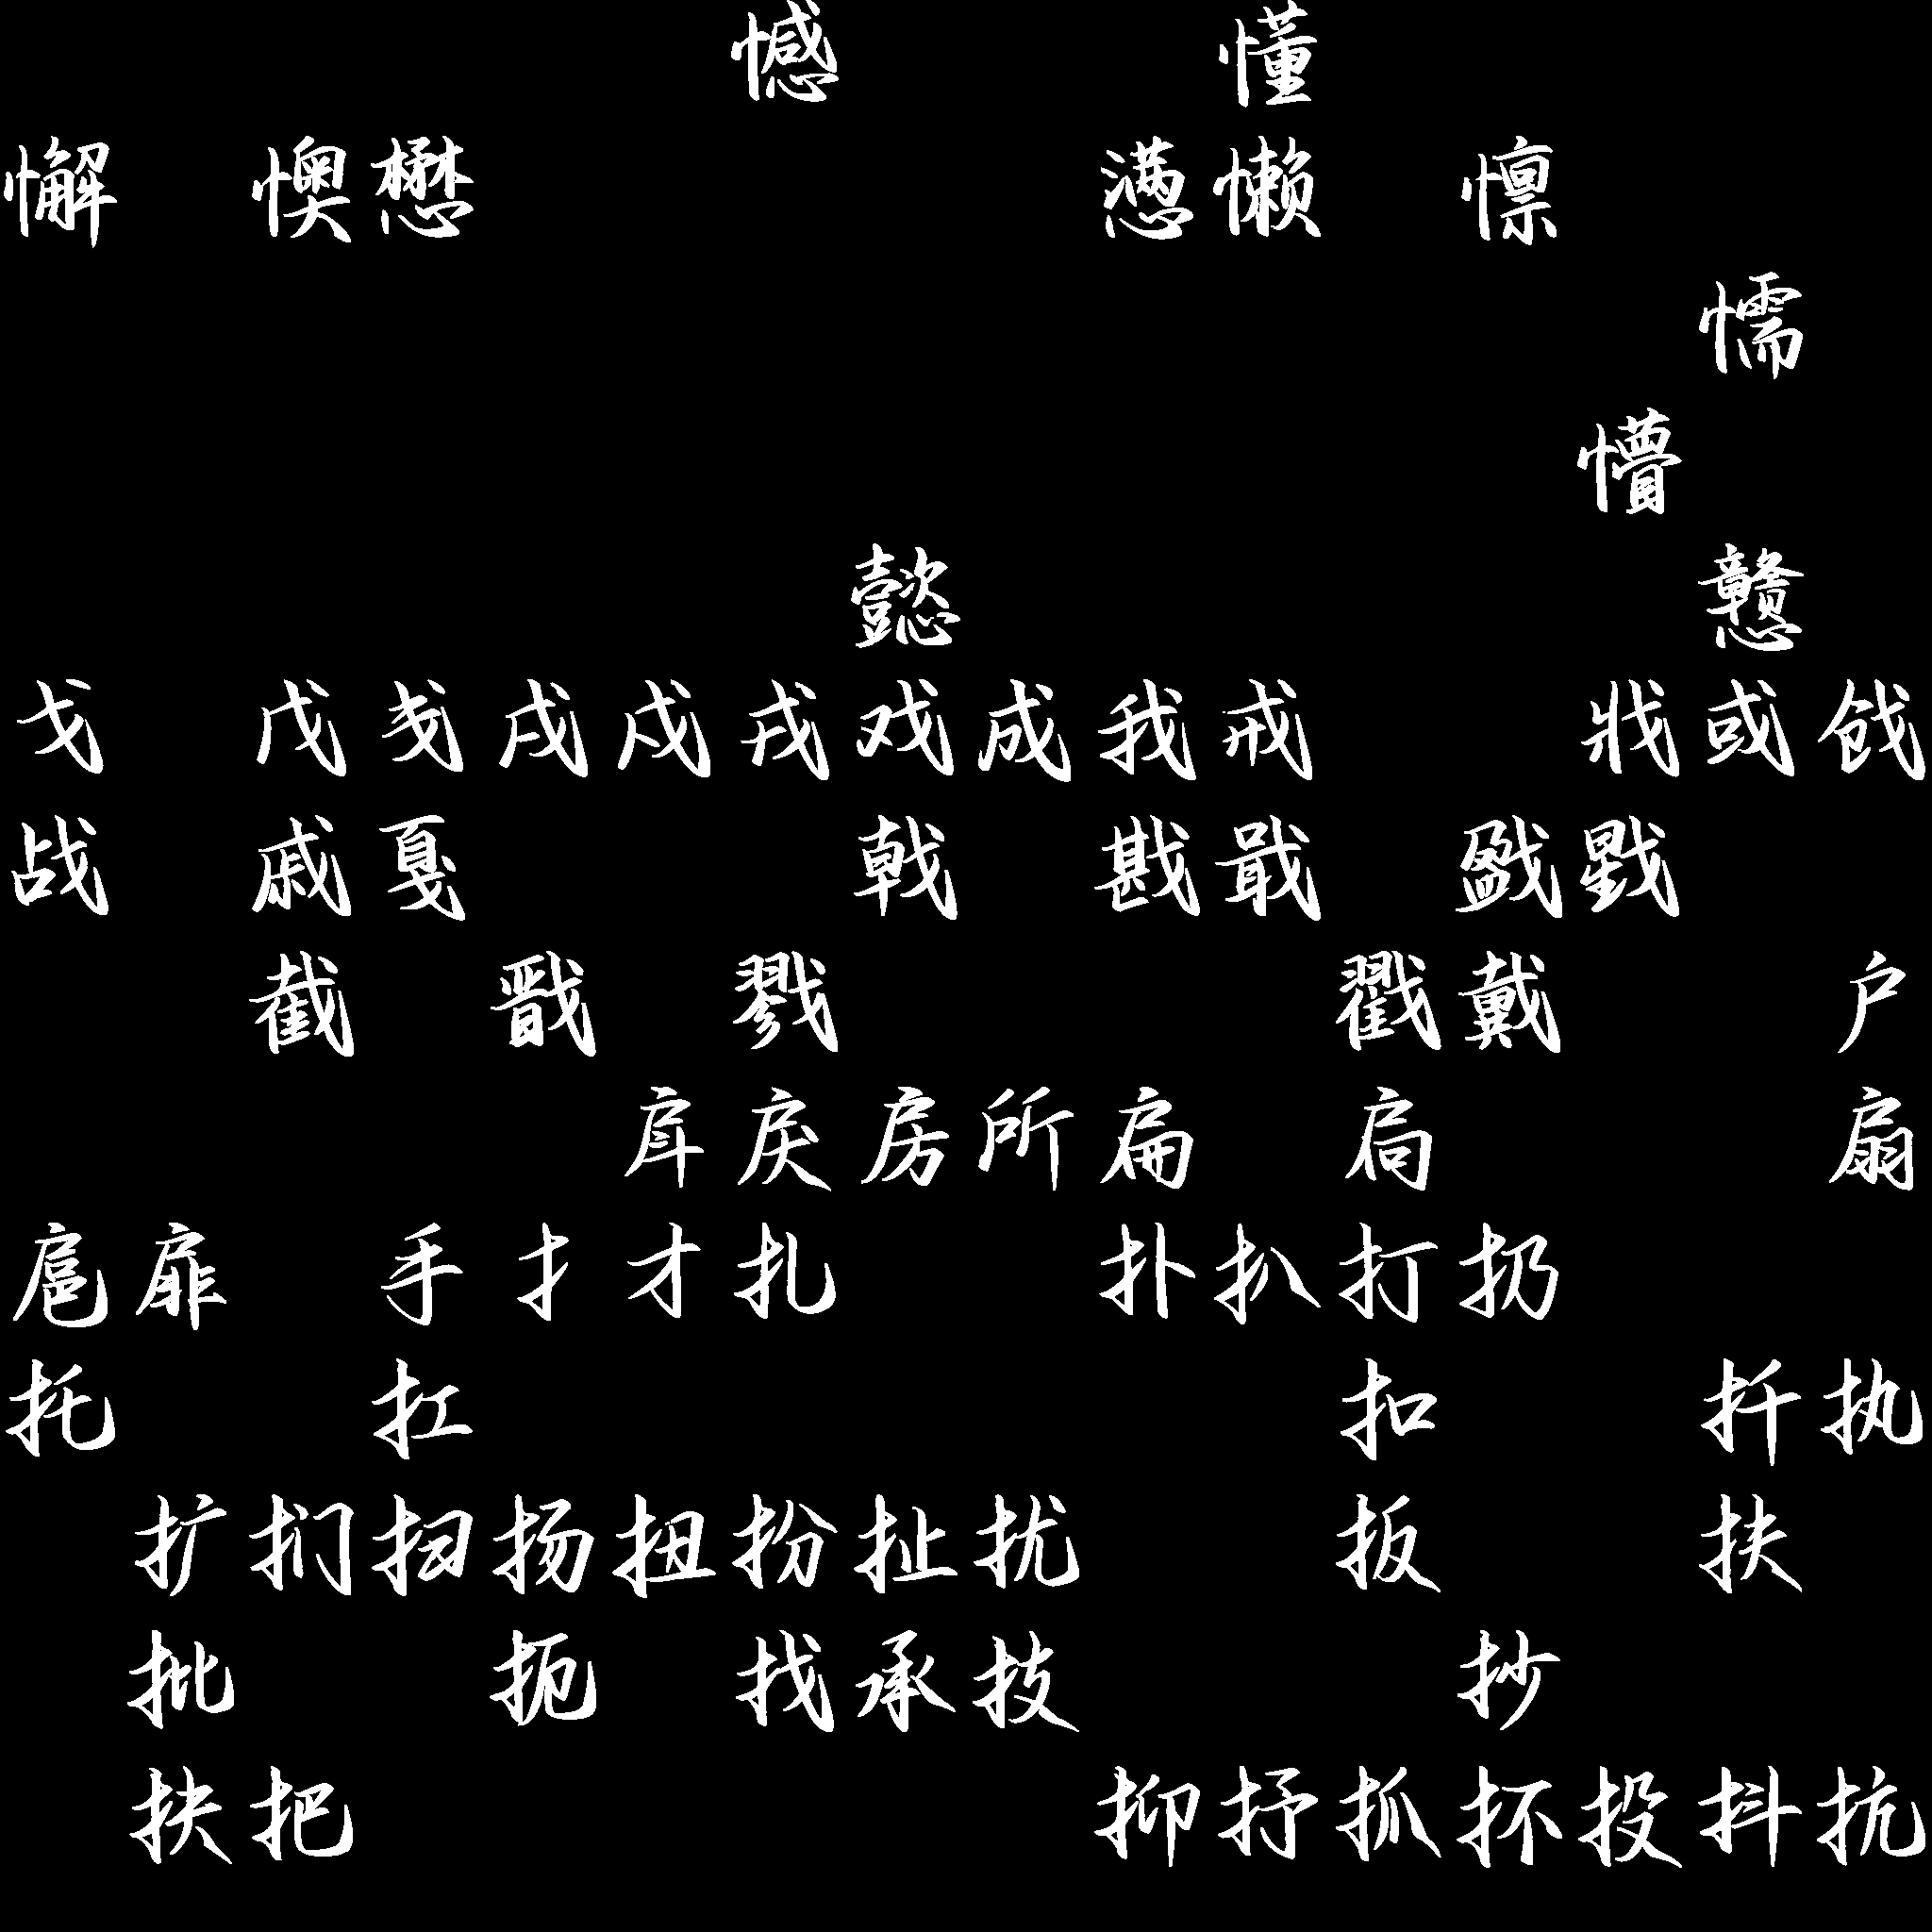 憾 懂
懈 懊 懋 懑 懒 懔
懦
懵
懿 戆
戈 戊 戋 戌 戍 戎 戏 成 我 戒 戕 或 戗
战 戚 戛 戟 戡 戢 戤 戥
截 戬 戮 戳 戴 户
戽 戾 房 所 扁 扃 扇
扈 扉 手 扌 才 扎 扑 扒 打 扔
托 扛 扣 扦 执
扩 扪 扫 扬 扭 扮 扯 扰 扳 扶
批 扼 找 承 技 抄
抉 把 抑 抒 抓 抔 投 抖 抗